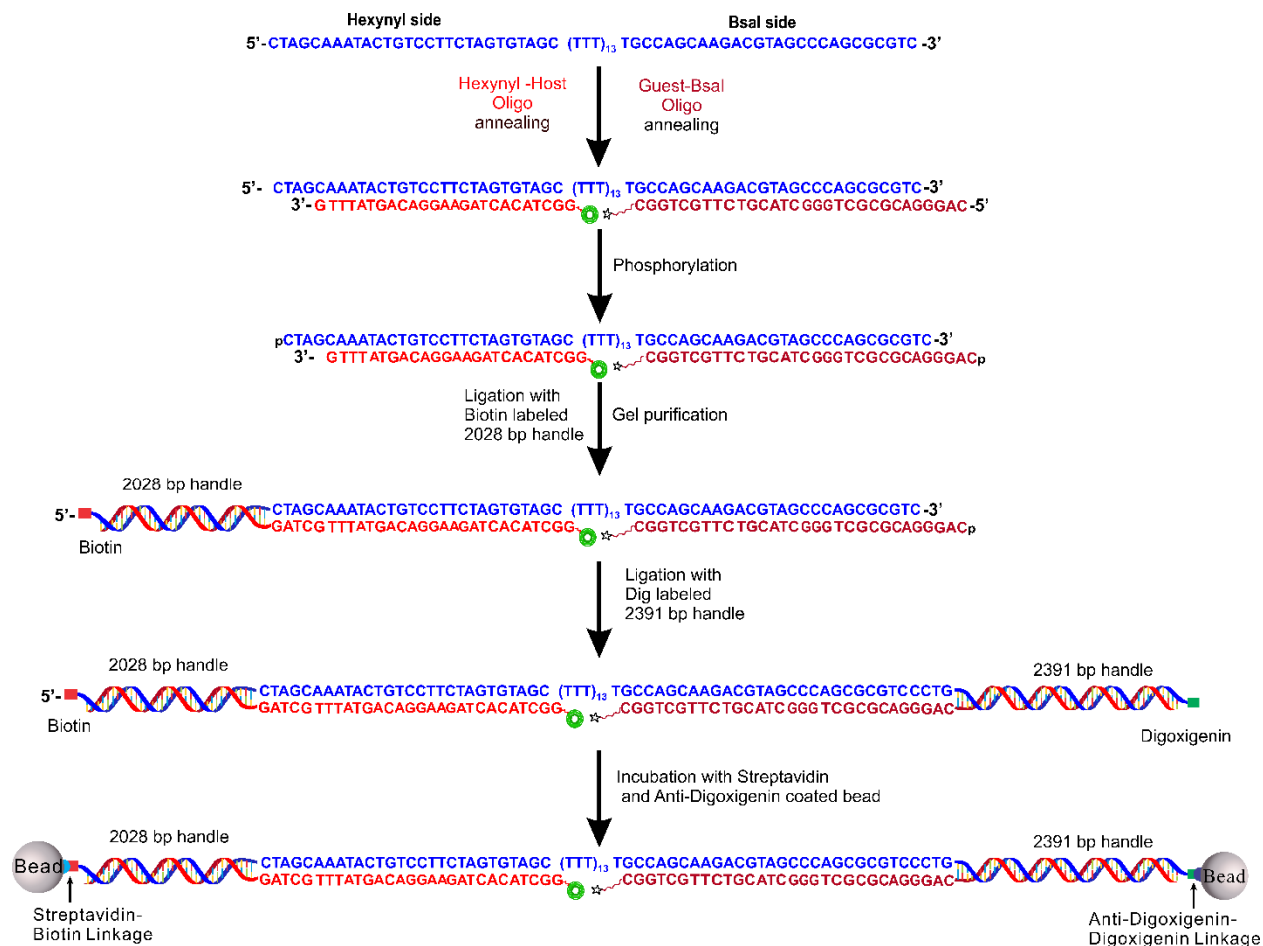 Hexynyl side
BsaI side
5’-CTAGCAAATACTGTCCTTCTAGTGTAGC (TTT)13 TGCCAGCAAGACGTAGCCCAGCGCGTC -3’
Hexynyl -Host
Oligo
annealing
Guest-BsaI
Oligo
annealing
5’- CTAGCAAATACTGTCCTTCTAGTGTAGC (TTT)13 TGCCAGCAAGACGTAGCCCAGCGCGTC-3’
3’-GTTTATGACAGGAAGATCACATCGG CGGTCGTTCTGCATCGGGTCGCGCAGGGAC-5’
Phosphorylation
pCTAGCAAATACTGTCCTTCTAGTGTAGC (TTT)13 TGCCAGCAAGACGTAGCCCAGCGCGTC-3’
3’- GTTTATGACAGGAAGATCACATCGG CGGTCGTTCTGCATCGGGTCGCGCAGGGACp
Ligation with
Biotin labeled
2028 bp handle
Gel purification
2028 bp handle
5’-
Biotin
CTAGCAAATACTGTCCTTCTAGTGTAGC (TTT)13 TGCCAGCAAGACGTAGCCCAGCGCGTC-3’
GATCGTTTATGACAGGAAGATCACATCGG CGGTCGTTCTGCATCGGGTCGCGCAGGGACp
Ligation with
Dig labeled
2391 bp handle
2028 bp handle
2391 bp handle
5’-
Biotin
CTAGCAAATACTGTCCTTCTAGTGTAGC (TTT)13 TGCCAGCAAGACGTAGCCCAGCGCGTCCCTG
GATCGTTTATGACAGGAAGATCACATCGG CGGTCGTTCTGCATCGGGTCGCGCAGGGAC
Digoxigenin
Incubation with Streptavidin
and Anti-Digoxigenin coated bead
2028 bp handle
2391 bp handle
Bead
CTAGCAAATACTGTCCTTCTAGTGTAGC (TTT)13 TGCCAGCAAGACGTAGCCCAGCGCGTCCCTG
GATCGTTTATGACAGGAAGATCACATCGG CGGTCGTTCTGCATCGGGTCGCGCAGGGAC
Bead
Streptavidin-
Biotin Linkage
Anti-Digoxigenin-
Digoxigenin Linkage